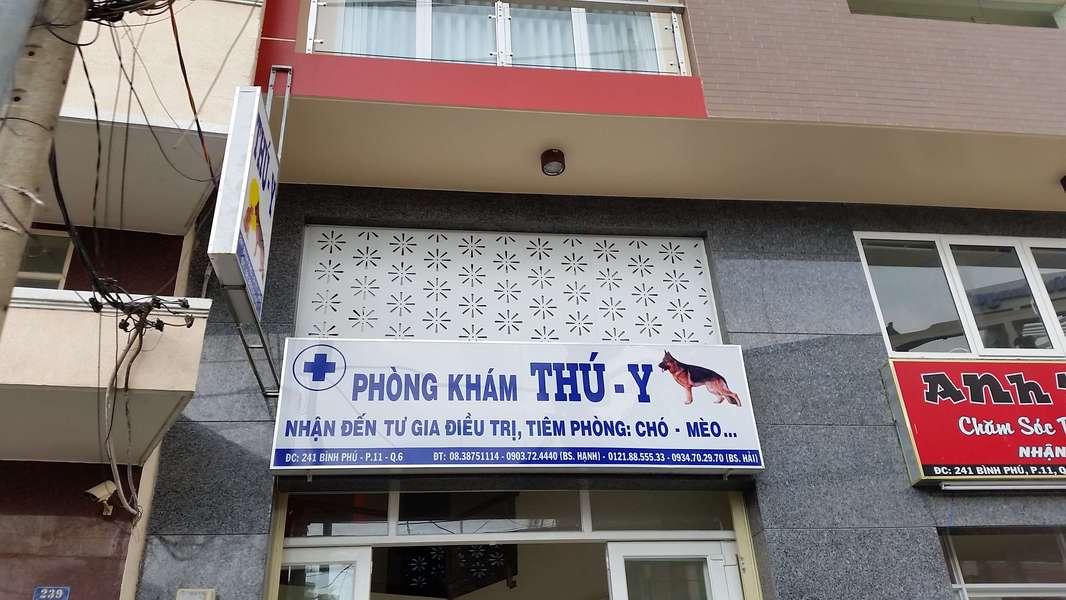 THÚ-Y
PHÒNG KHÁM THÚ - Y
NHẬN ĐẾN TƯ GIA ĐIỀU TRỊ, TIÊM PHÒNG: CHÓ - MÈO...
ĐC: 241 BÌNH PHÚ - P.11 - Q.6 ĐT: 08.38751114 - 0903.72.4440 (BS. HẠNH) - 0121.88.555.33 - 0934.70.29.70 (BS. HẢI)
Anh
Chăm Sóc
NHẬN
ĐC: 241 BÌNH PHÚ, P.11, Q
239